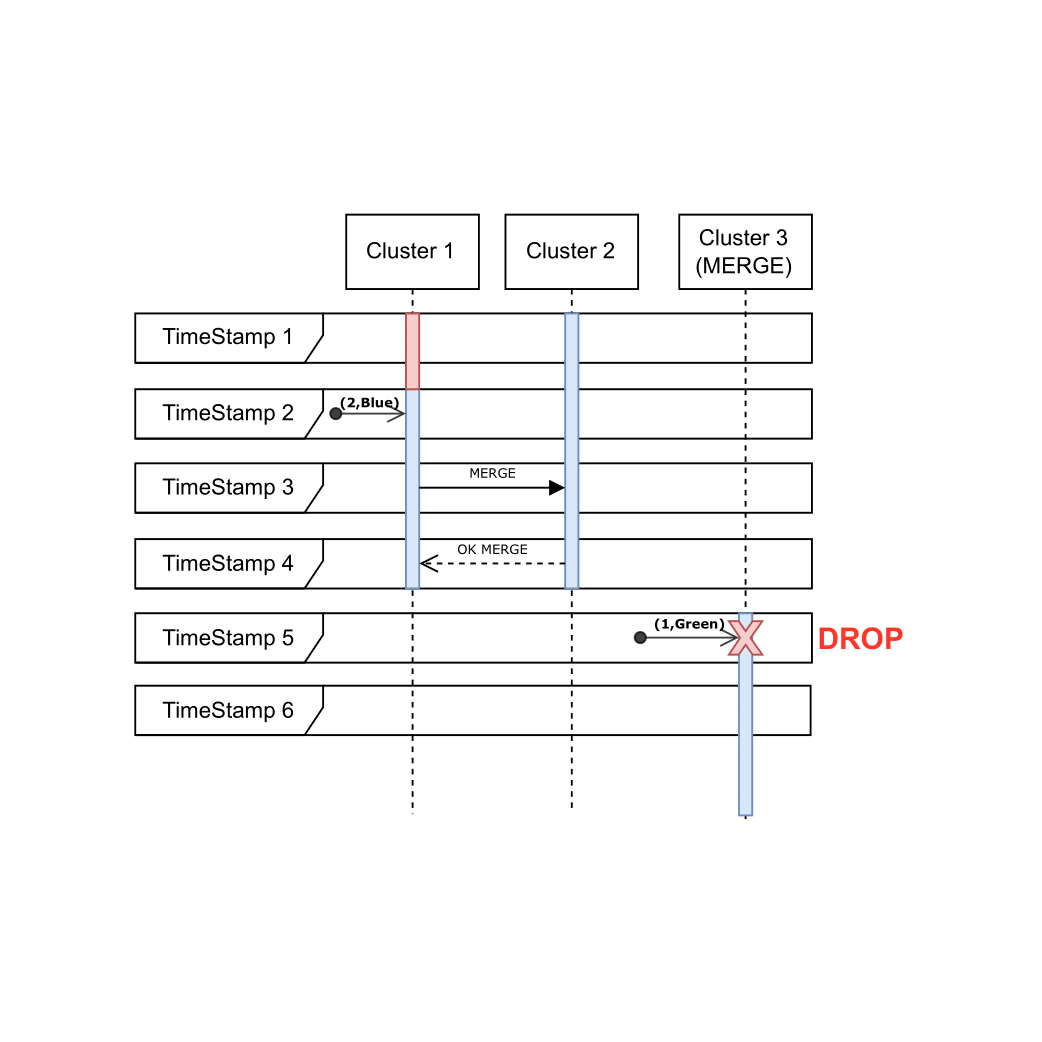 Cluster 1
Cluster 2
Cluster 3
(MERGE)
TimeStamp 1
TimeStamp 2
(2,Blue)
TimeStamp 3
MERGE
TimeStamp 4
OK MERGE
TimeStamp 5
(1,Green)
DROP
TimeStamp 6